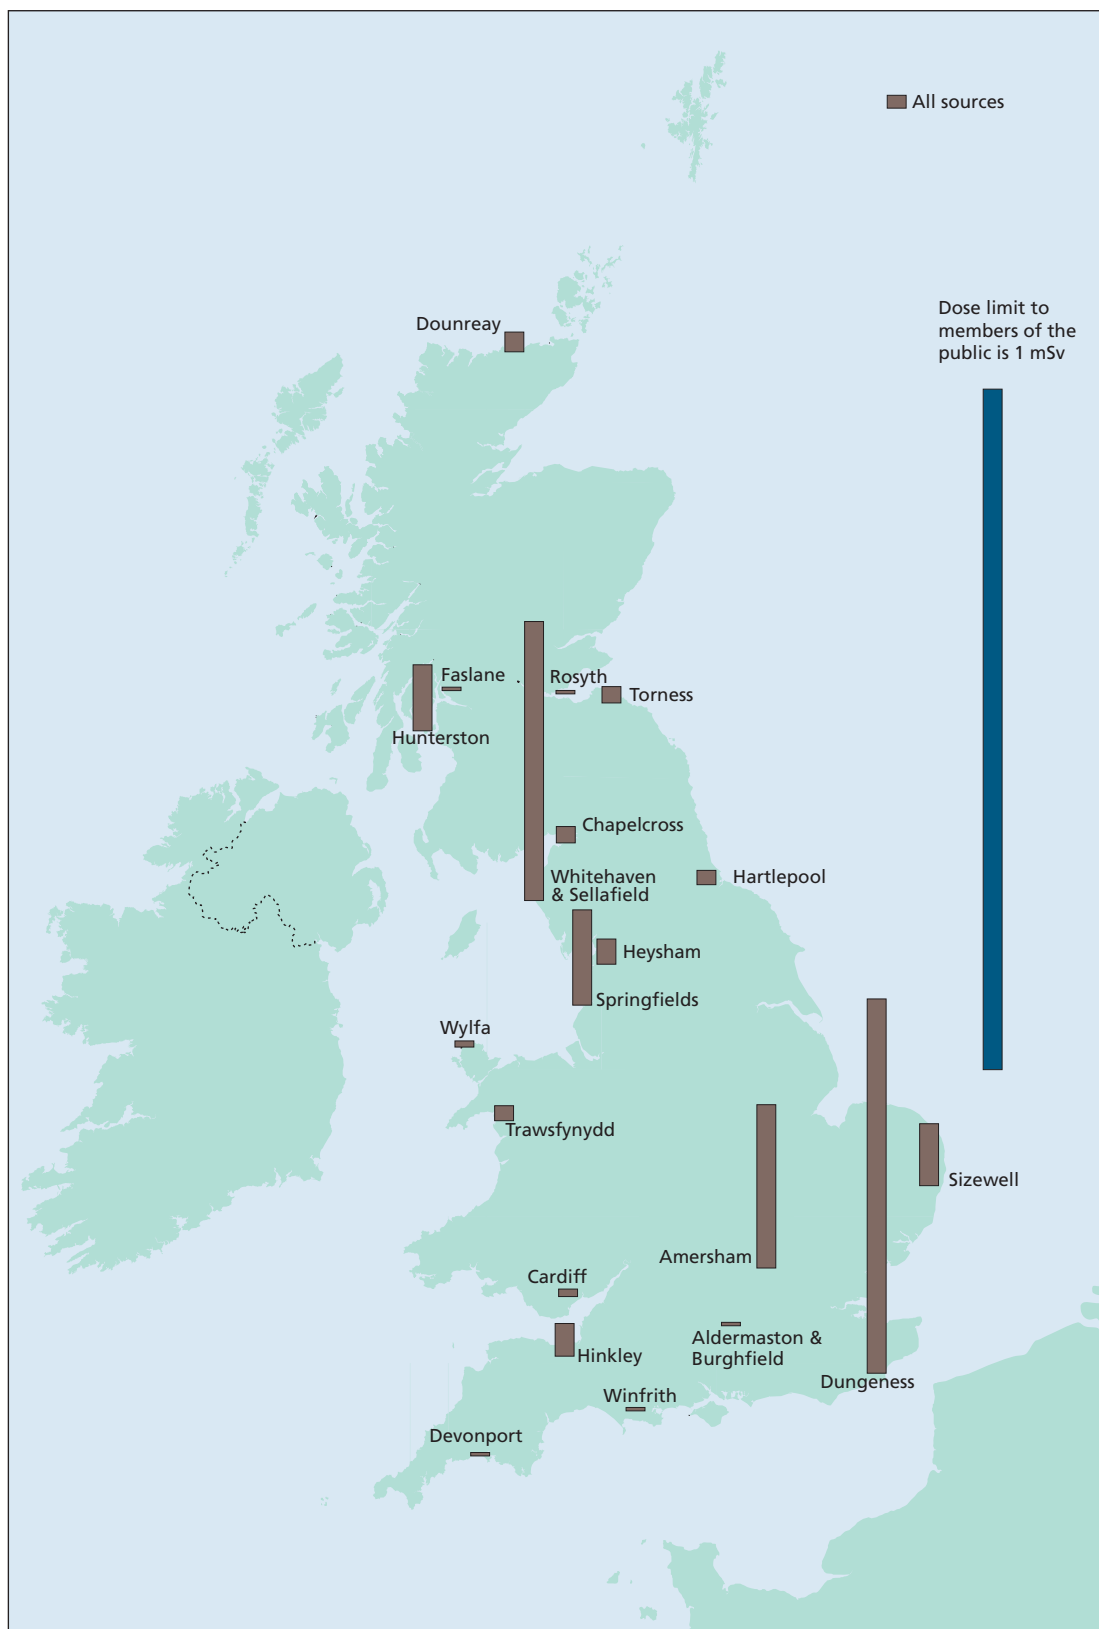 All sources
Dose limit to
members of the
public is 1 mSv
Dounreay
Faslane
Rosyth
Torness
Hunterston
Chapelcross
Whitehaven
& Sellafield
Hartlepool
Heysham
Springfields
Wylfa
Trawsfynydd
Sizewell
Amersham
Cardiff
Aldermaston &
Burghfield
Hinkley
Dungeness
Winfrith
Devonport